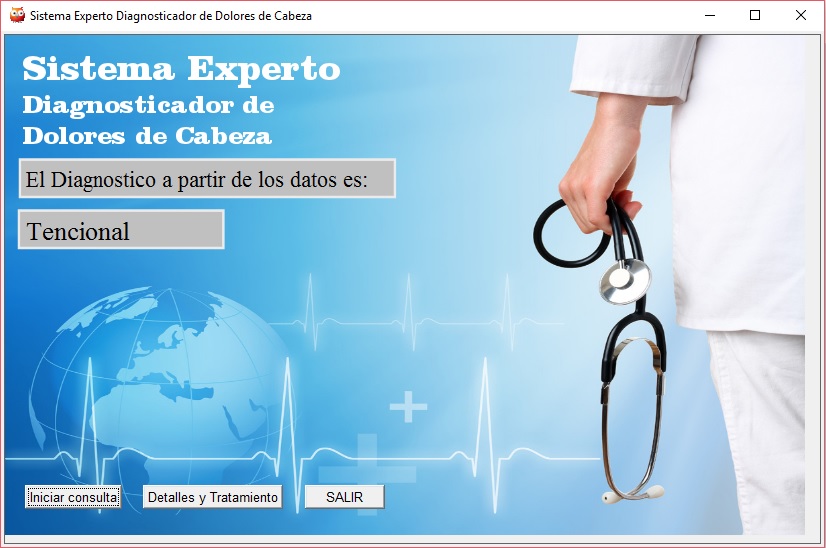 Sistema Experto Diagnosticador de Dolores de Cabeza
Sistema Experto
Diagnosticador de
Dolores de Cabeza
El Diagnostico a partir de los datos es:
Tencional
Iniciar consulta
Detalles y Tratamiento
SALIR